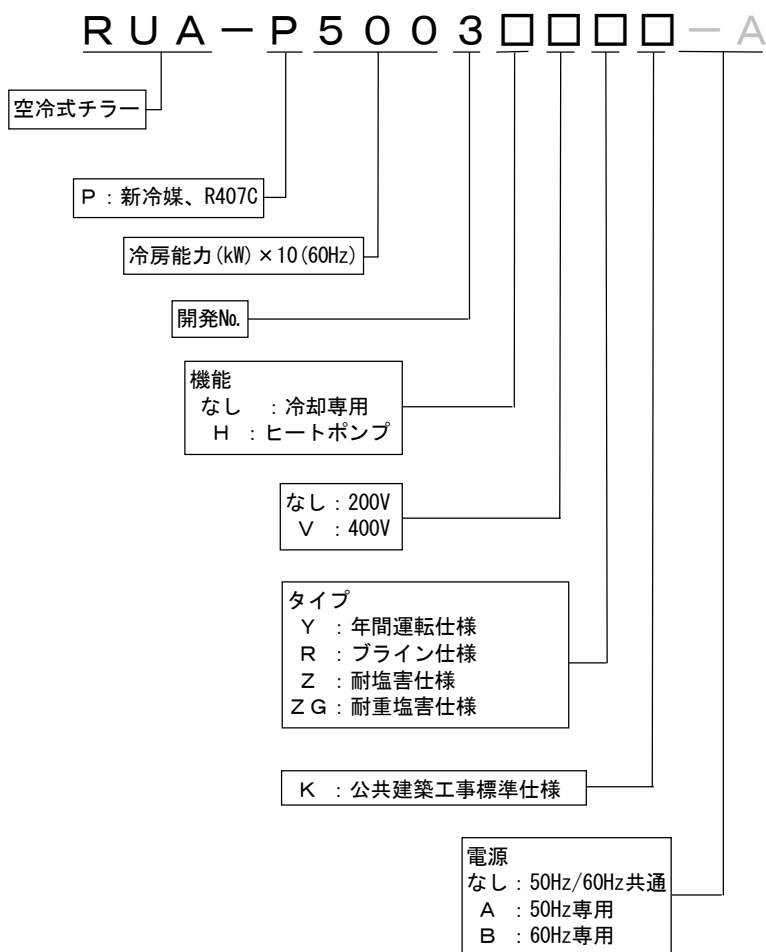 ＲＵＡ－Ｐ５００３□□□□－Ａ
空冷式チラー
Ｐ：新冷媒、R407C
冷房能力(kW)×10(60Hz)
開発№.
機能
なし　：冷却専用
Ｈ　：ヒートポンプ
なし：200V
Ｖ　：400V
タイプ
Ｙ　：年間運転仕様
Ｒ　：ブライン仕様
Ｚ　：耐塩害仕様
ＺＧ：耐重塩害仕様
Ｋ　：公共建築工事標準仕様
電源
なし：50Hz/60Hz共通
Ａ　：50Hz専用
Ｂ　：60Hz専用